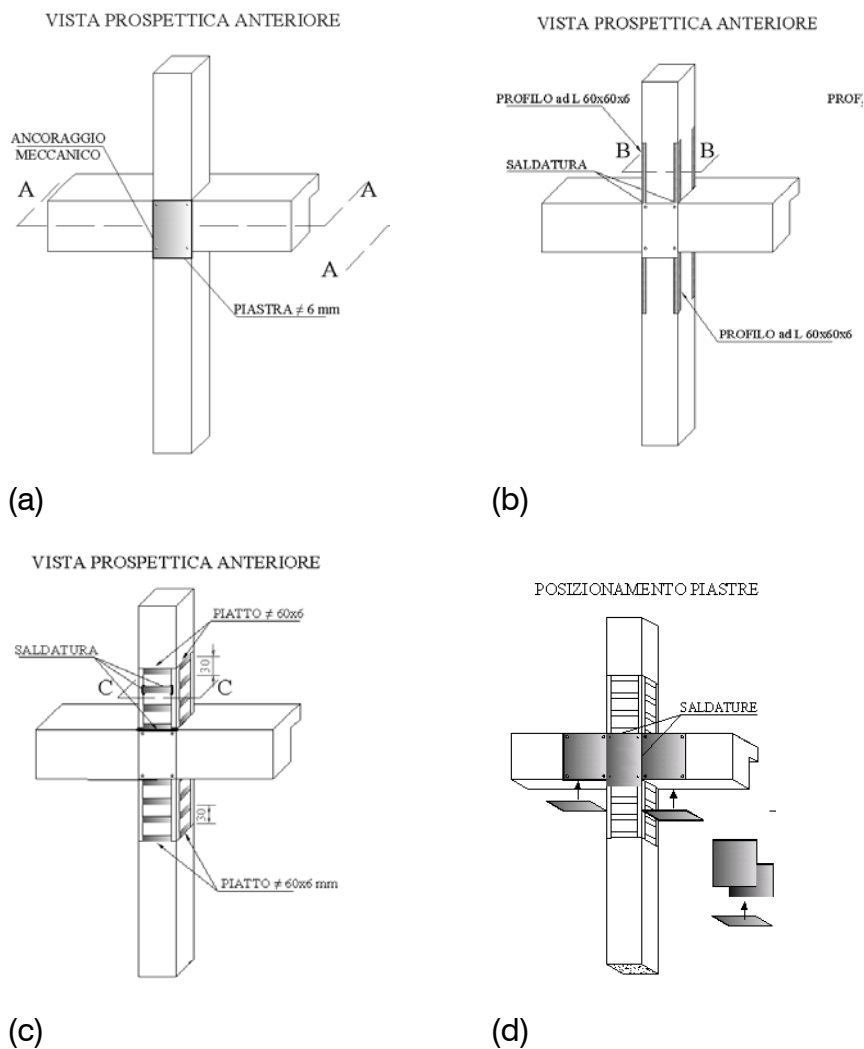 VISTA PROSPETTICA ANTERIORE
ANCORAGGIO
MECCANICO
A
A
A
PIASTRA ≠ 6 mm
(a)
VISTA PROSPETTICA ANTERIORE
PROFILO ad L 60x60x6
PROF
B
B
SALDATURA
PROFILO ad L 60x60x6
(b)
VISTA PROSPETTICA ANTERIORE
PIATTO ≠ 60x6
SALDATURA
30
C
C
30
PIATTO ≠ 60x6 mm
(c)
POSIZIONAMENTO PIASTRE
SALDATURE
(d)